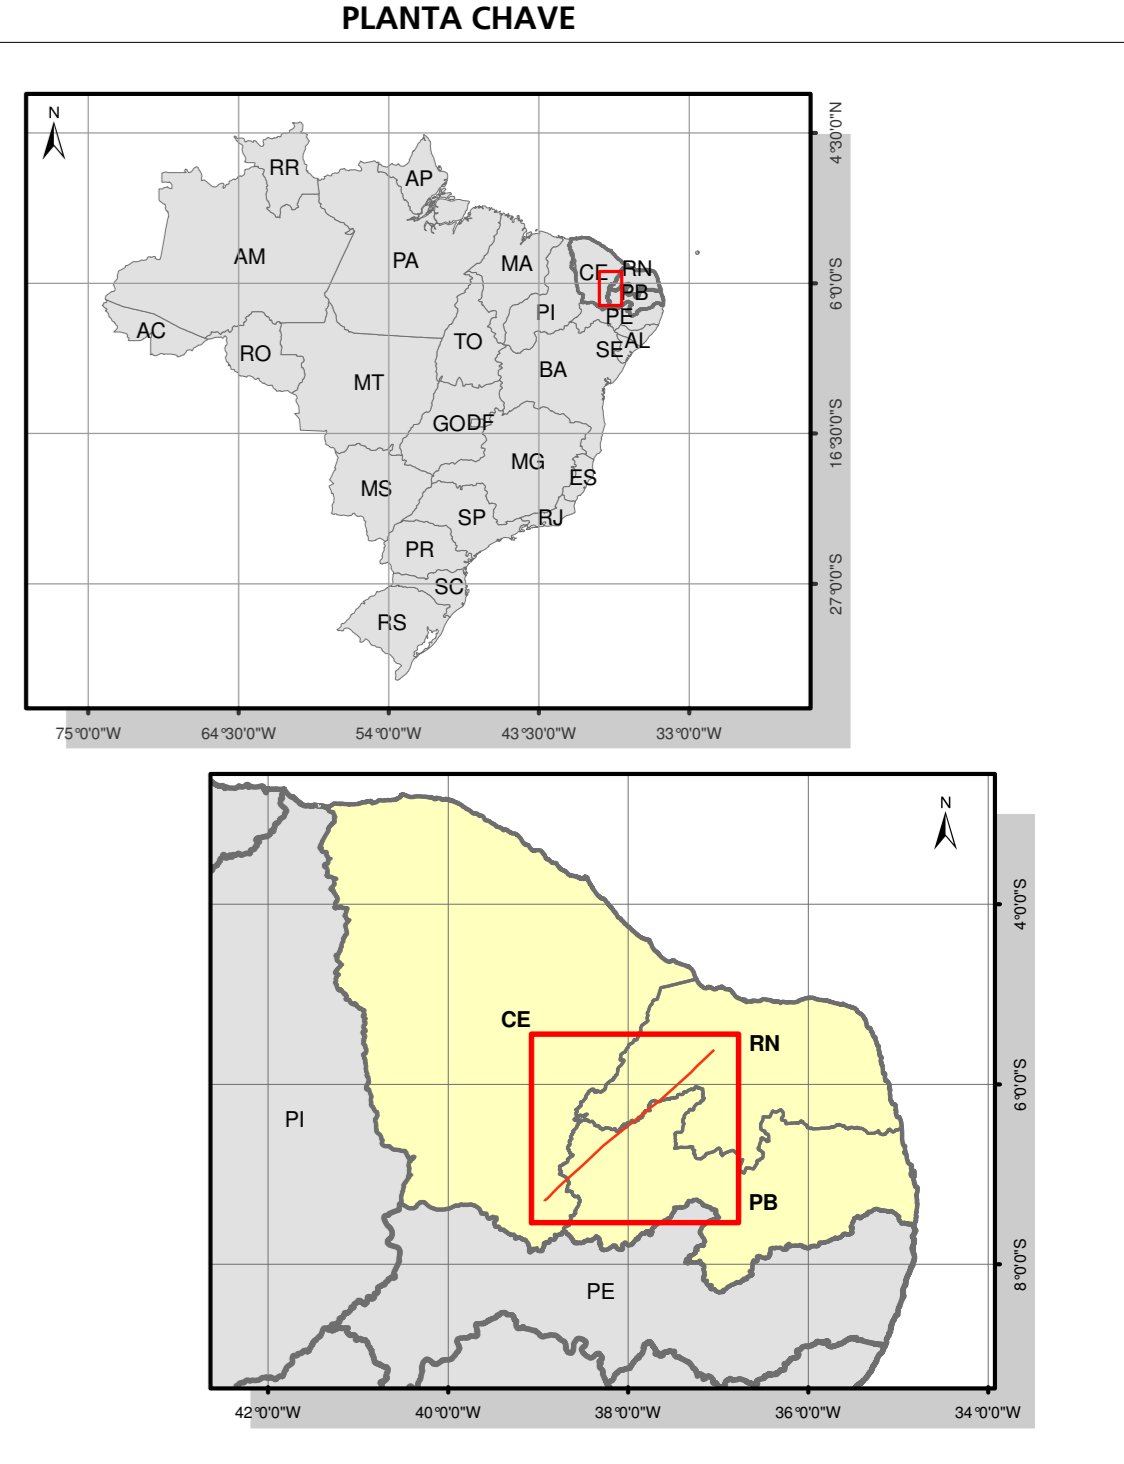 PLANTA CHAVE
N
4°30'0"N
RR
AP
AM
PA
MA
CE
RN
6°0'0"S
PB
PI
PE
AC
TO
AL
SE
RO
BA
MT
GO
DF
16°30'0"S
MG
ES
MS
SP
RJ
PR
SC
27°0'0"S
RS
75°0'0"W
64°30'0"W
54°0'0"W
43°30'0"W
33°0'0"W
N
4°0'0"S
CE
RN
6°0'0"S
PI
PB
8°0'0"S
PE
42°0'0"W
40°0'0"W
38°0'0"W
36°0'0"W
34°0'0"W